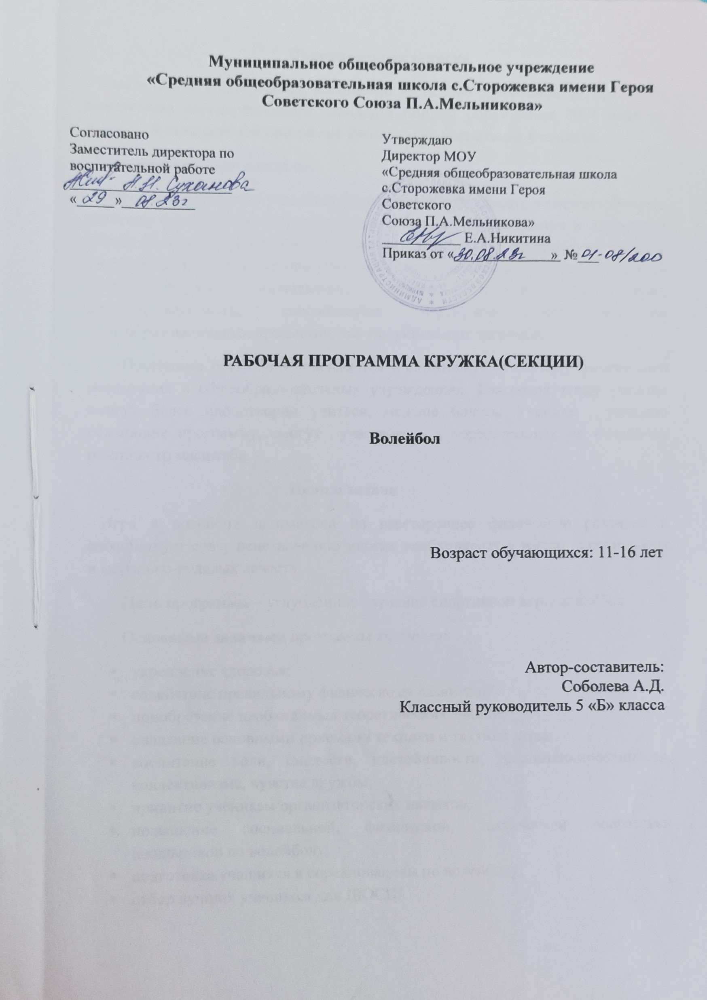 Муниципальное общеобразовательное учреждение
«Средняя общеобразовательная школа с.Сторожевка имени Героя
Советского Союза П.А.Мельникова»
Согласовано
Заместитель директора по
воспитательной работе
Н.Н. Суханова
«29» 08.23г
Утверждаю
Директор МОУ
«Средняя общеобразовательная школа
с.Сторожевка имени Героя
Советского
Союза П.А.Мельникова»
Е.А.Никитина
Приказ от «30.08.23г» №01-08/200
РАБОЧАЯ ПРОГРАММА КРУЖКА(СЕКЦИИ)
Волейбол
Возраст обучающихся: 11-16 лет
Автор-составитель:
Соболева А.Д.
Классный руководитель 5 «Б» класса